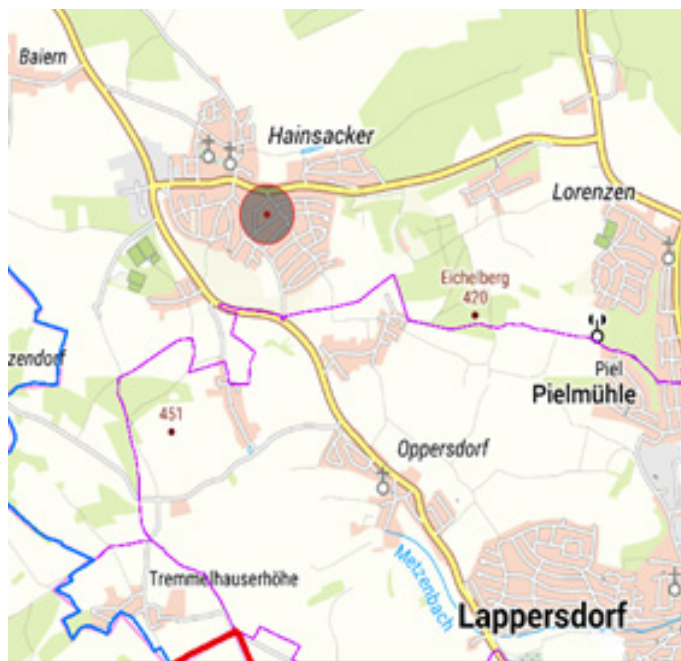 Baiern
Hainsacker
Lorenzen
Eichelberg
420
zendorf
Piel
Pielmühle
451
Oppersdorf
Metzenbach
Tremmelhauserhöhe
Lappersdorf